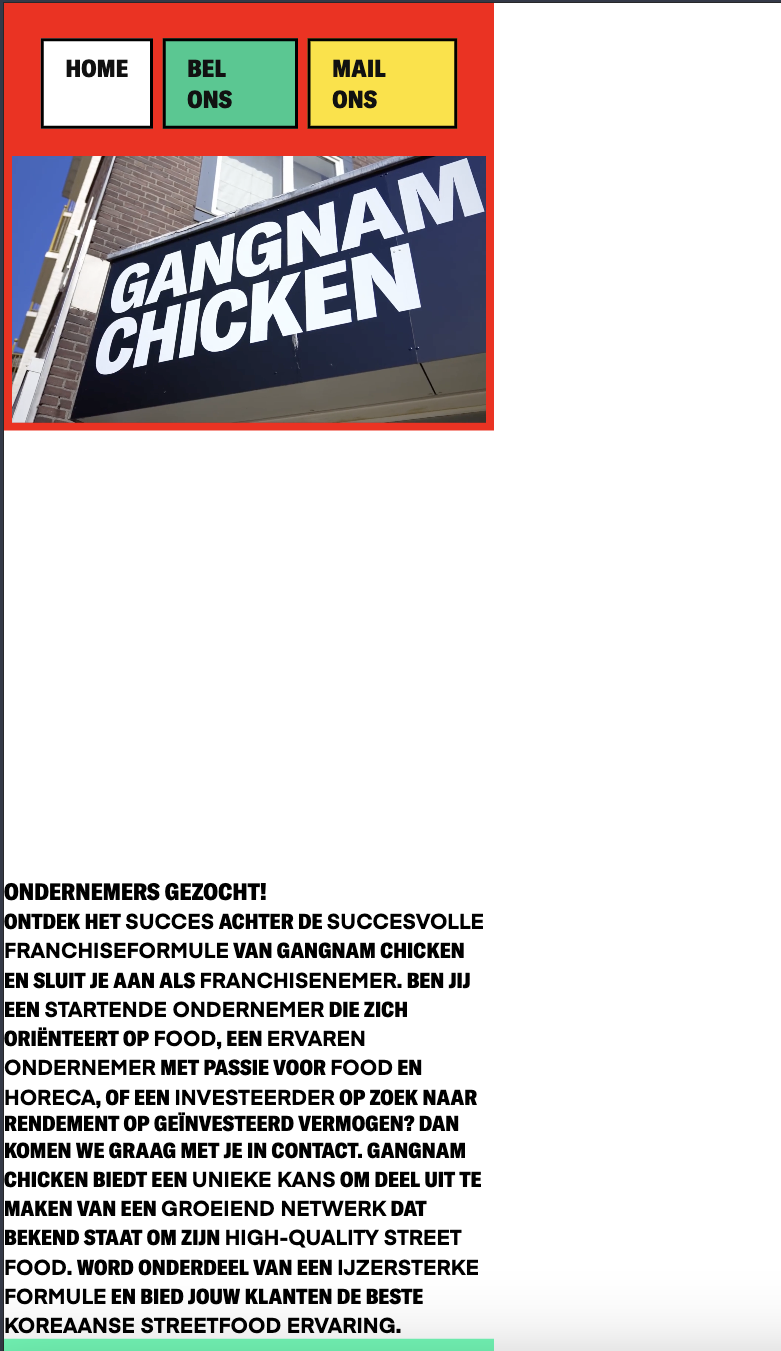 HOME
BEL
ONS
MAIL
ONS
GANGNAM
CHICKEN
ONDERNEMERS GEZOCHT!
ONTDEK HET SUCCES ACHTER DE SUCCESVOLLE
FRANCHISEFORMULE VAN GANGNAM CHICKEN
EN SLUIT JE AAN ALS FRANCHISENEMER. BEN JIJ
EEN STARTENDE ONDERNEMER DIE ZICH
ORIËNTEERT OP FOOD, EEN ERVAREN
ONDERNEMER MET PASSIE VOOR FOOD EN
HORECA, OF EEN INVESTEERDER OP ZOEK NAAR
RENDEMENT OP GEÏNVESTEERD VERMOGEN? DAN
KOMEN WE GRAAG MET JE IN CONTACT. GANGNAM
CHICKEN BIEDT EEN UNIEKE KANS OM DEEL UIT TE
MAKEN VAN EEN GROEIEND NETWERK DAT
BEKEND STAAT OM ZIJN HIGH-QUALITY STREET
FOOD. WORD ONDERDEEL VAN EEN IJZERSTERKE
FORMULE EN BIED JOUW KLANTEN DE BESTE
KOREAANSE STREETFOOD ERVARING.